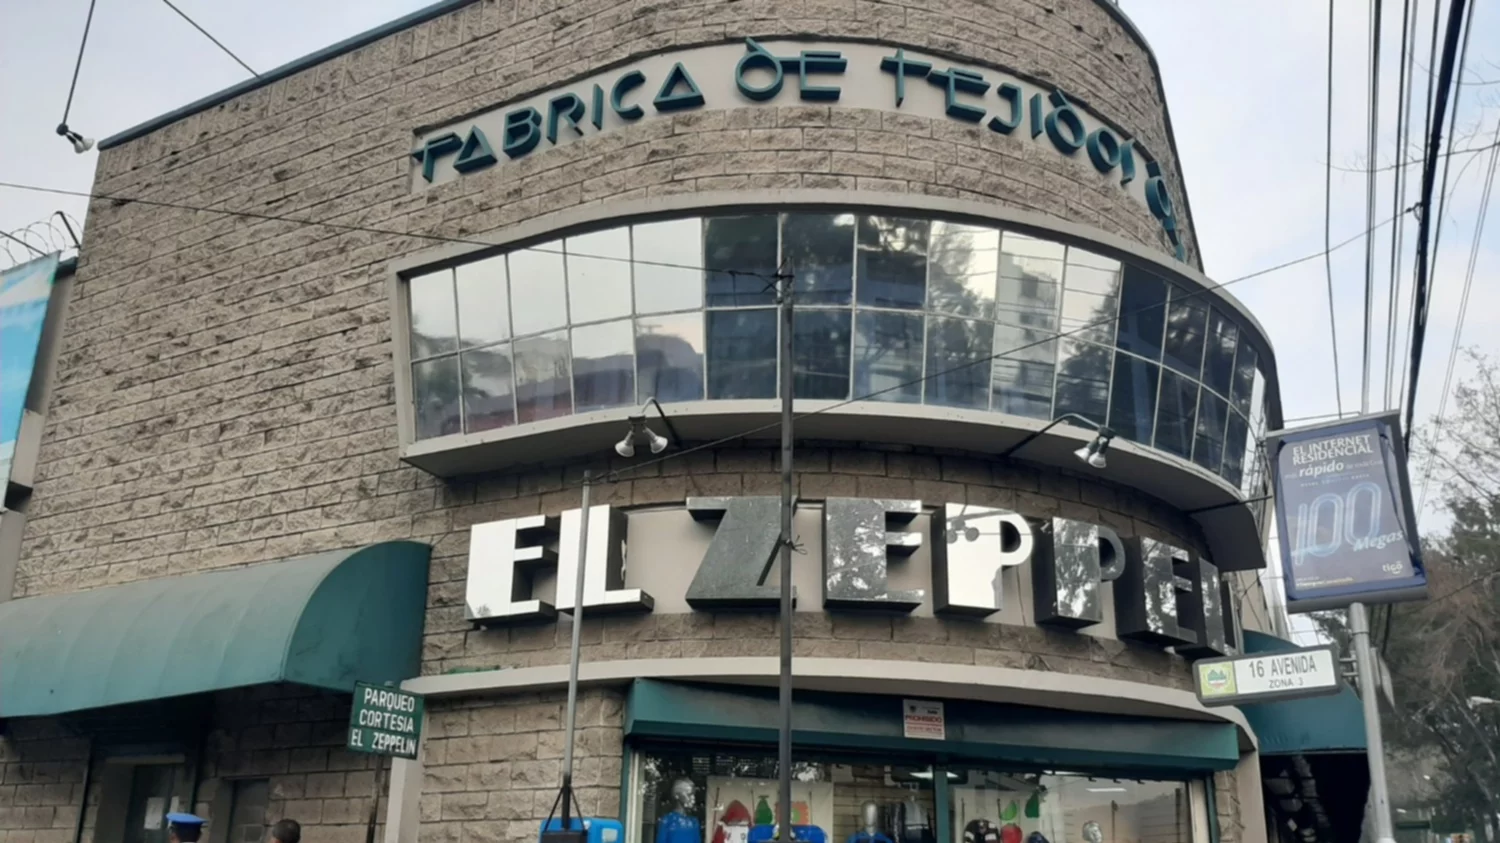 FABRICA DE TEJIDOS
EL ZEPPELIN
PARQUEO
CORTESIA
EL ZEPPELIN
PROHIBIDO
EL INTERNET
RESIDENCIAL
rápido
100
Megas
tigo
16 AVENIDA
ZONA 3